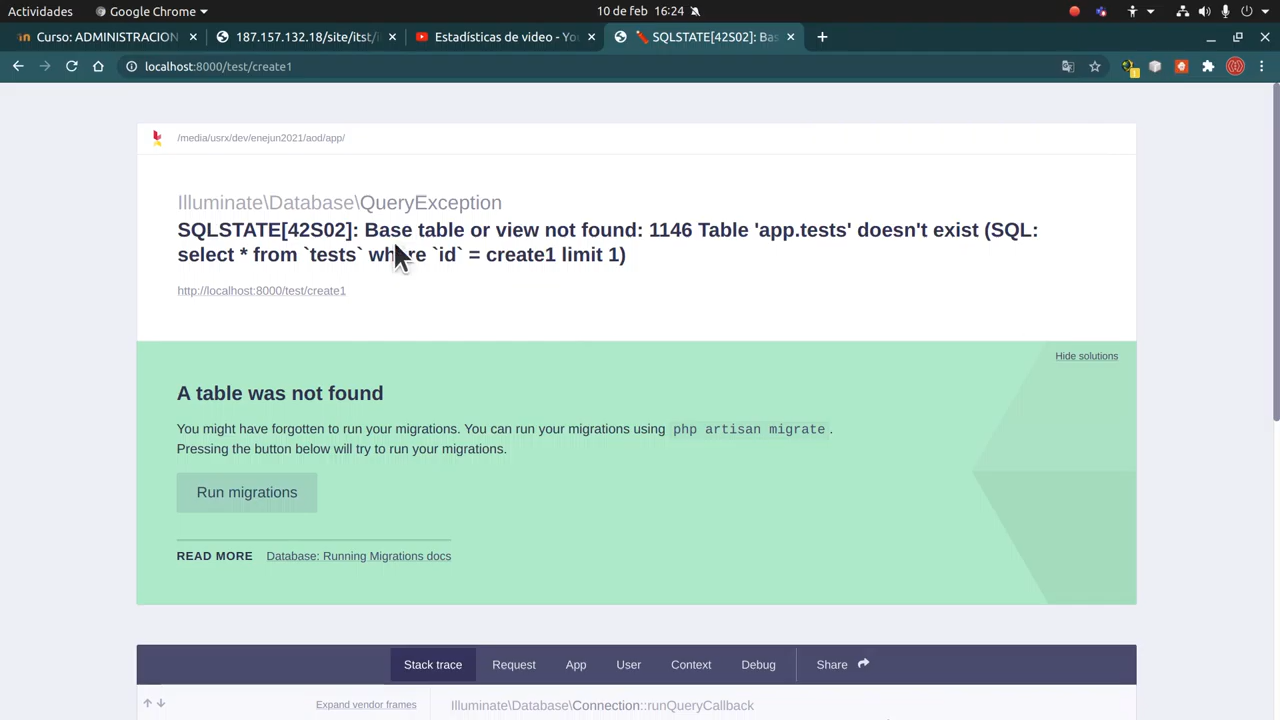 Actividades
Google Chrome
10 de feb 16:24
Curso: ADMINISTRACION
187.157.132.18/site/itst/i
Estadísticas de video - You
SQLSTATE[42S02]: Bas
localhost:8000/test/create1
/media/usrx/dev/enejun2021/aod/app/
Illuminate\Database\QueryException
SQLSTATE[42S02]: Base table or view not found: 1146 Table 'app.tests' doesn't exist (SQL:
select * from `tests` where `id` = create1 limit 1)
http://localhost:8000/test/create1
Hide solutions
A table was not found
You might have forgotten to run your migrations. You can run your migrations using php artisan migrate.
Pressing the button below will try to run your migrations.
Run migrations
READ MORE Database: Running Migrations docs
Stack trace Request App User Context Debug Share
Expand vendor frames
Illuminate\Database\Connection::runQueryCallback